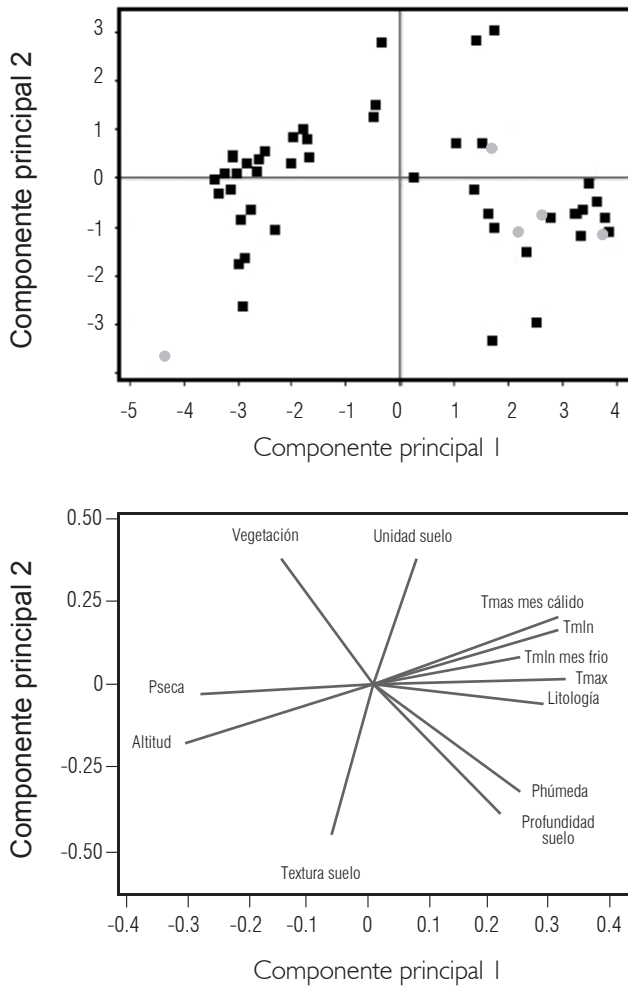 Componente principal 2
3
2
1
0
-1
-2
-3
-5 -4 -3 -2 -1 0 1 2 3 4
Componente principal 1
Componente principal 2
0.50
0.25
0
-0.25
-0.50
Vegetación
Unidad suelo
Tmas mes cálido
Tmln
Tmln mes frio
Tmax
Litología
Pseca
Altitud
Phúmeda
Profundidad
suelo
Textura suelo
-0.4 -0.3 -0.2 -0.1 0 0.1 0.2 0.3 0.4
Componente principal 1